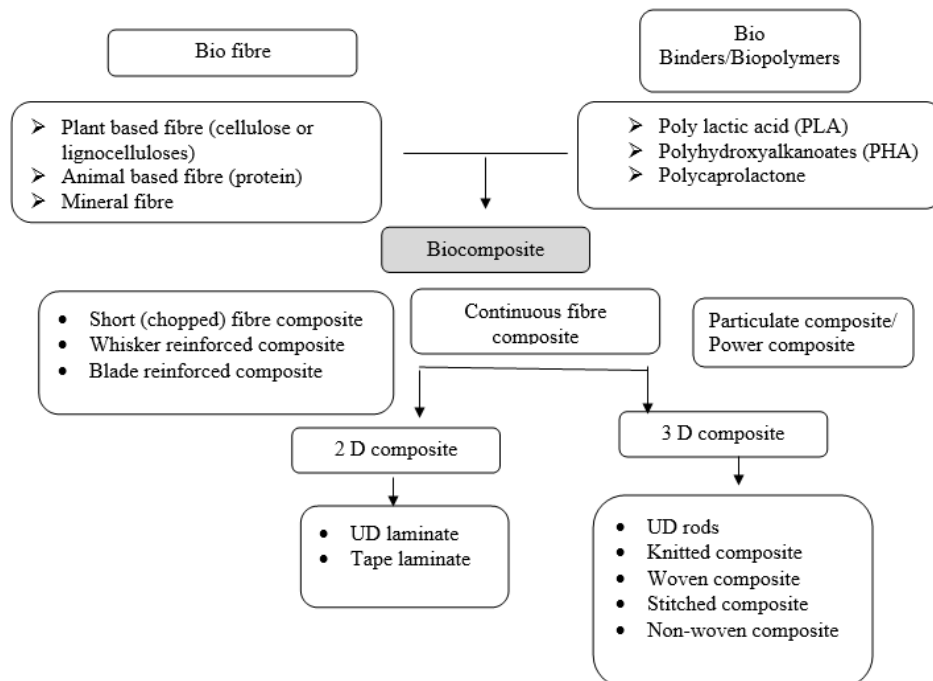 Bio fibre
Bio
Binders/Biopolymers
➢ Plant based fibre (cellulose or
lignocelluloses)
➢ Animal based fibre (protein)
➢ Mineral fibre
➢ Poly lactic acid (PLA)
➢ Polyhydroxyalkanoates (PHA)
➢ Polycaprolactone
Biocomposite
• Short (chopped) fibre composite
• Whisker reinforced composite
• Blade reinforced composite
Continuous fibre
composite
Particulate composite/
Power composite
2 D composite
3 D composite
• UD laminate
• Tape laminate
• UD rods
• Knitted composite
• Woven composite
• Stitched composite
• Non-woven composite